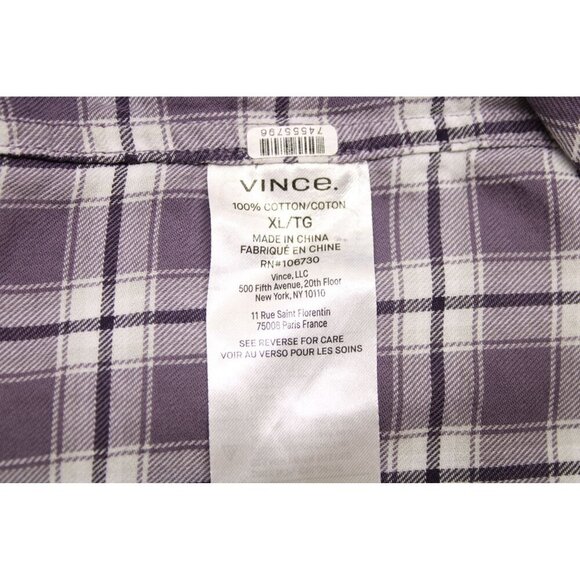 74555796
VINCE.
100% COTTON/COTON
XL/TG
MADE IN CHINA
FABRIQUÉ EN CHINE
RN#106730
Vince, LLC
500 Fifth Avenue, 20th Floor
New York, NY 10110
11 Rue Saint Florentin
75008 Paris France
SEE REVERSE FOR CARE
VOIR AU VERSO POUR LES SOINS